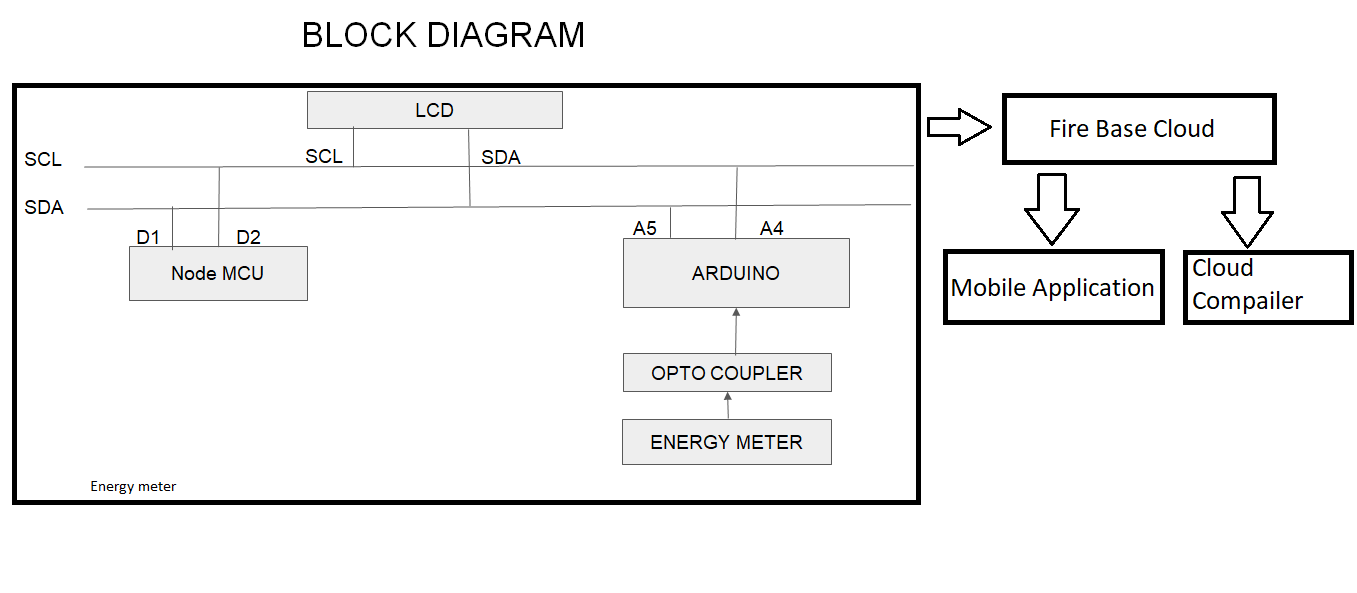 BLOCK DIAGRAM
LCD
Fire Base Cloud
SCL
SCL
SDA
SDA
D1
D2
A5
A4
Node MCU
ARDUINO
Mobile Application
Cloud
Compailer
OPTO COUPLER
ENERGY METER
Energy meter